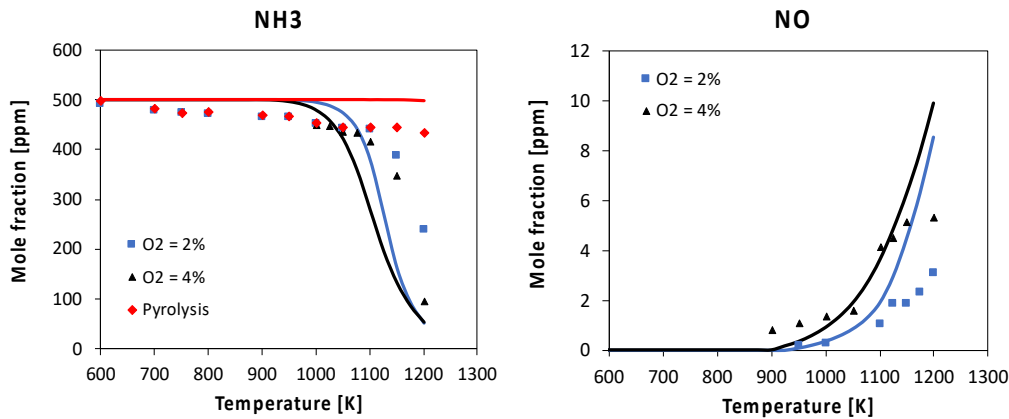 NH3
Mole fraction [ppm]
600
500
400
300
200
100
0
O2 = 2%
O2 = 4%
Pyrolysis
600 700 800 900 1000 1100 1200 1300
Temperature [K]
NO
Mole fraction [ppm]
12
10
8
6
4
2
0
O2 = 2%
O2 = 4%
600 700 800 900 1000 1100 1200 1300
Temperature [K]